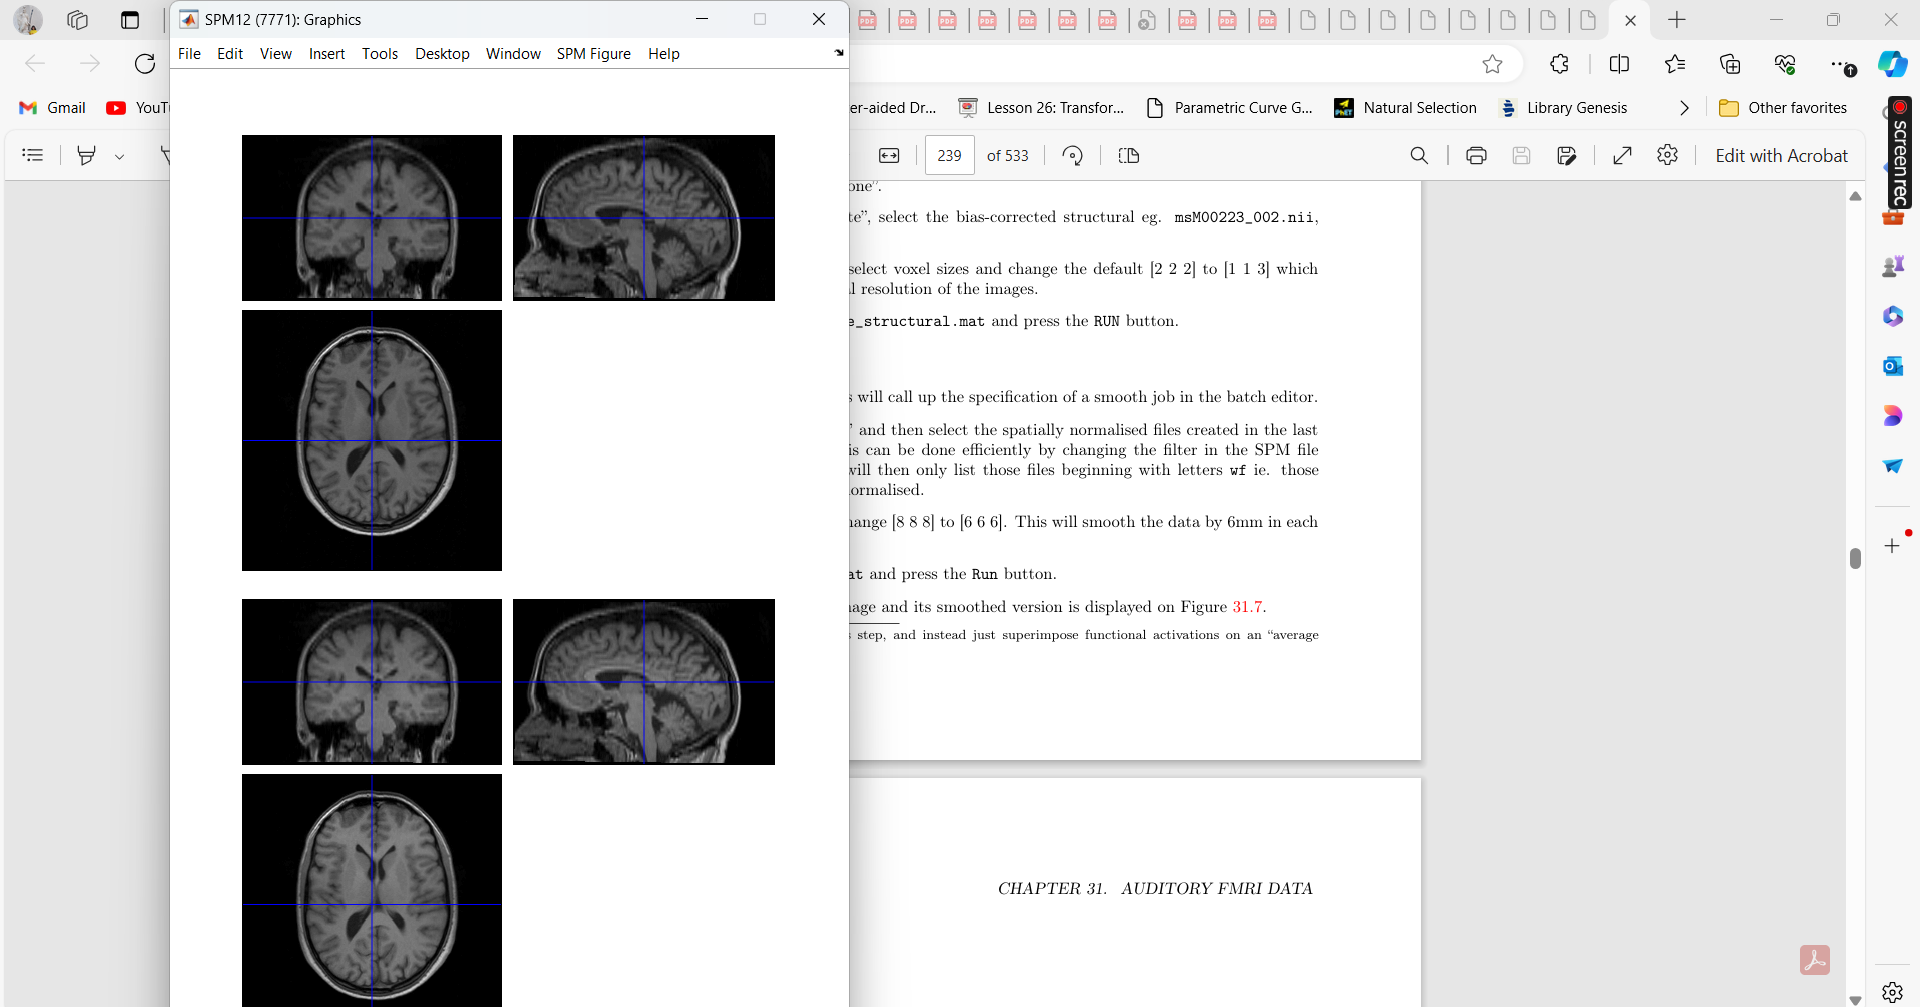 SPM12 (7771): Graphics
File Edit View Insert Tools Desktop Window SPM Figure Help
Gmail
YouT
er-aided Dr...
Lesson 26: Transfor...
Parametric Curve G...
Natural Selection
Library Genesis
Other favorites
239 of 533
Edit with Acrobat
screenrec
one”.
te”, select the bias-corrected structural eg. msM00223_002.nii,
select voxel sizes and change the default [2 2 2] to [1 1 3] which
l resolution of the images.
e_structural.mat and press the RUN button.
s will call up the specification of a smooth job in the batch editor.
” and then select the spatially normalised files created in the last
is can be done efficiently by changing the filter in the SPM file
will then only list those files beginning with letters wf ie. those
ormalised.
hange [8 8 8] to [6 6 6]. This will smooth the data by 6mm in each
at and press the Run button.
mage and its smoothed version is displayed on Figure 31.7.
s step, and instead just superimpose functional activations on an “average
CHAPTER 31. AUDITORY FMRI DATA